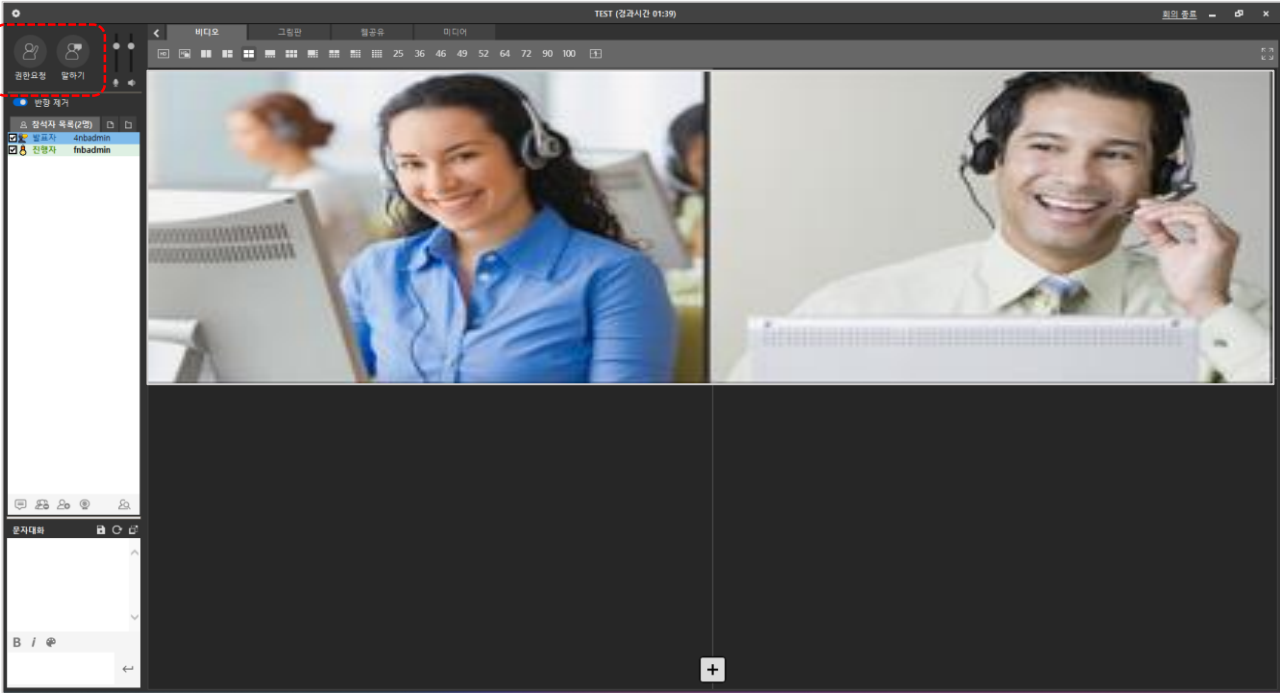 TEST (경과시간 01:39)
회의 종료
권한요청 말하기
비디오 그림판 웹공유 미디어
25 36 46 49 52 64 72 90 100
반향 제거
참석자 목록(2명)
발표자 4nbadmin
진행자 fnbadmin
문자대화
B i